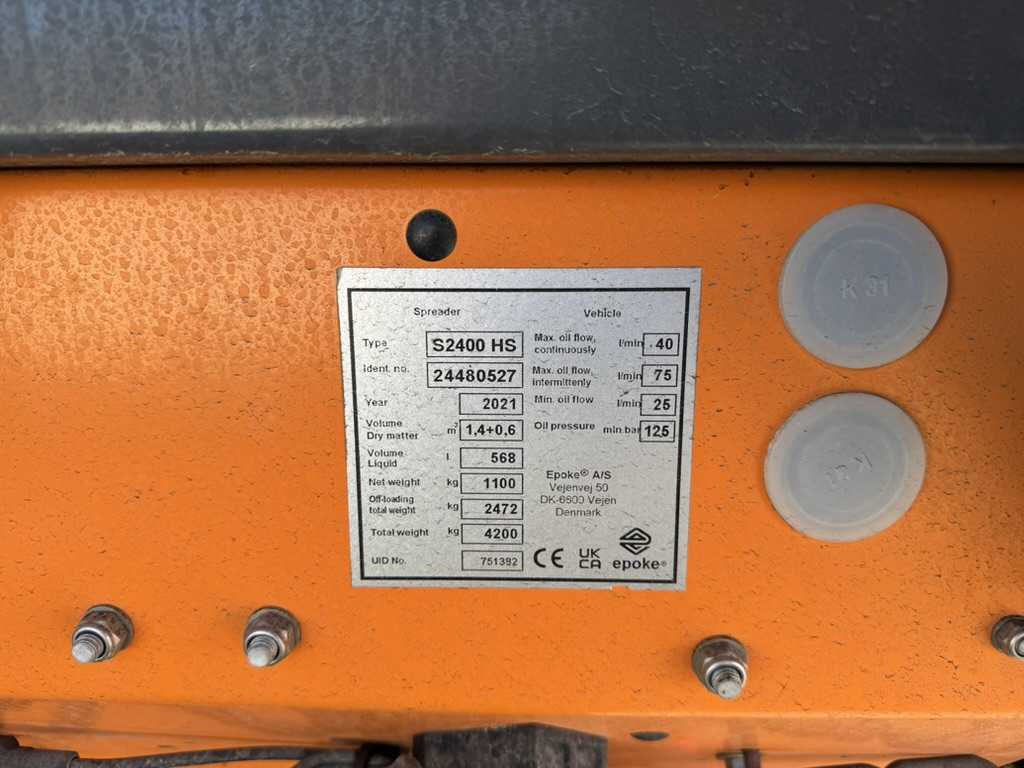 Spreader
Vehicle
Type S2400 HS
Ident. no. 24480527
Year 2021
Volume
Dry matter m² 1,4+0,6
Volume
Liquid l 568
Net weight kg 1100
Off-loading
total weight kg 2472
Total weight kg 4200
UID No. 751382
Max. oil flow,
continuously l/min 40
Max. oil flow,
intermittenly l/min 75
Min. oil flow l/min 25
Oil pressure min bar 125
Epoke® A/S
Vejenvej 50
DK-6600 Vejen
Denmark
CE UK
CA epoke®
K 31